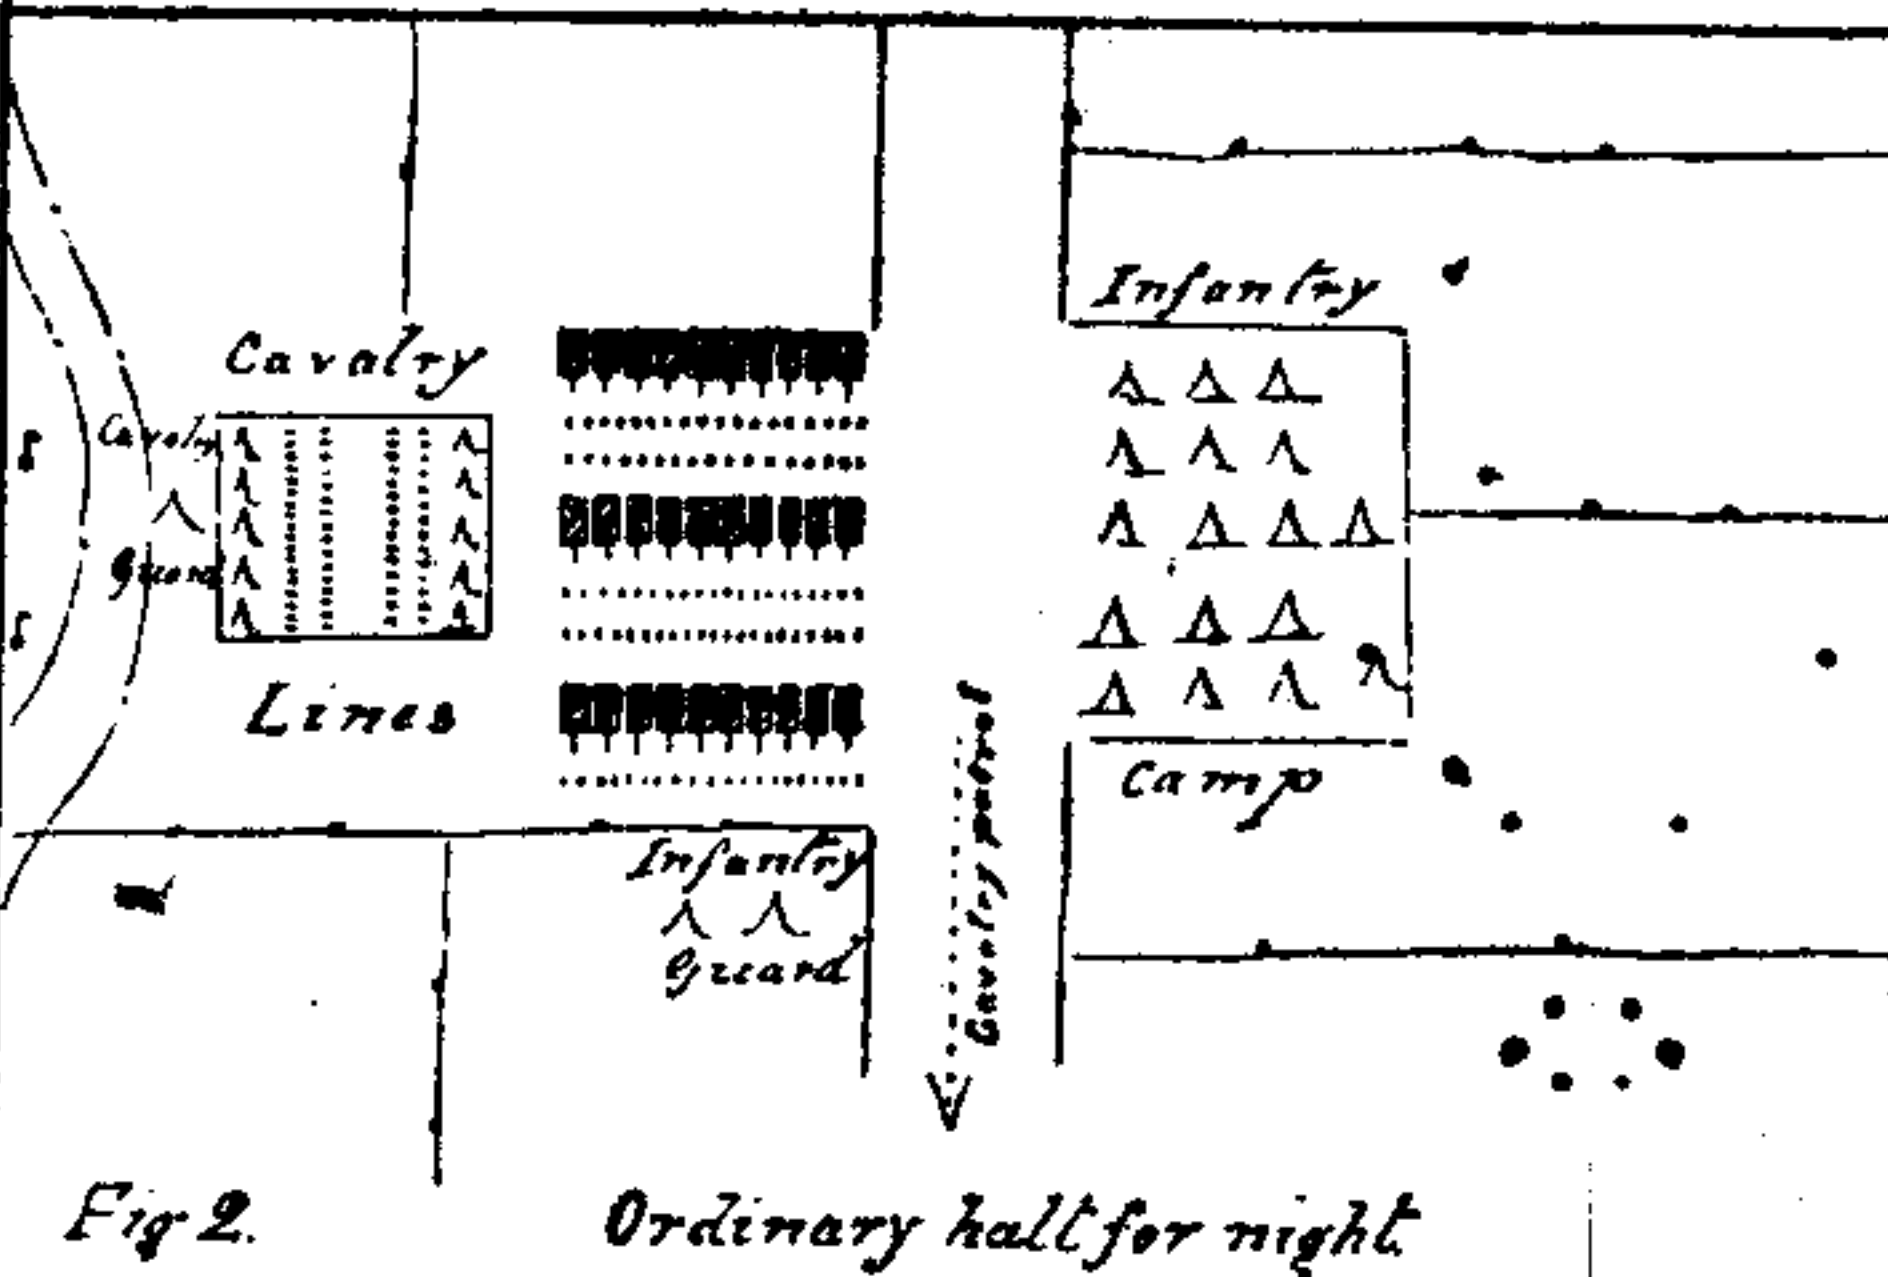 Infantry
Cavalry
Cavalry
Guard
Lines
Camp
Cavalry patrol
Infantry
Guard
Fig 2.
Ordinary halt for night.